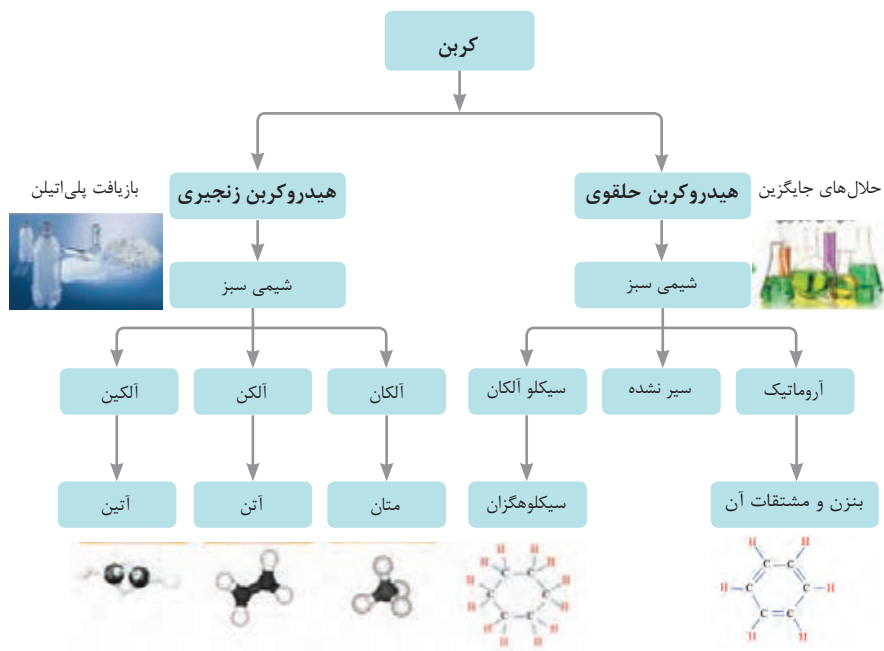 کربن
حلال‌های جایگزین
هیدروکربن حلقوی
هیدروکربن زنجیری
بازیافت پلی‌اتیلن
شیمی سبز
شیمی سبز
آروماتیک
سیر نشده
سیکلو آلکان
آلکان
آلکن
آلکین
بنزن و مشتقات آن
سیکلوهگزان
متان
آتن
آتین
H H
H C C H
C C
H C C H
H H
H H H H
H C C H
H C C H
H C C H
H H H H